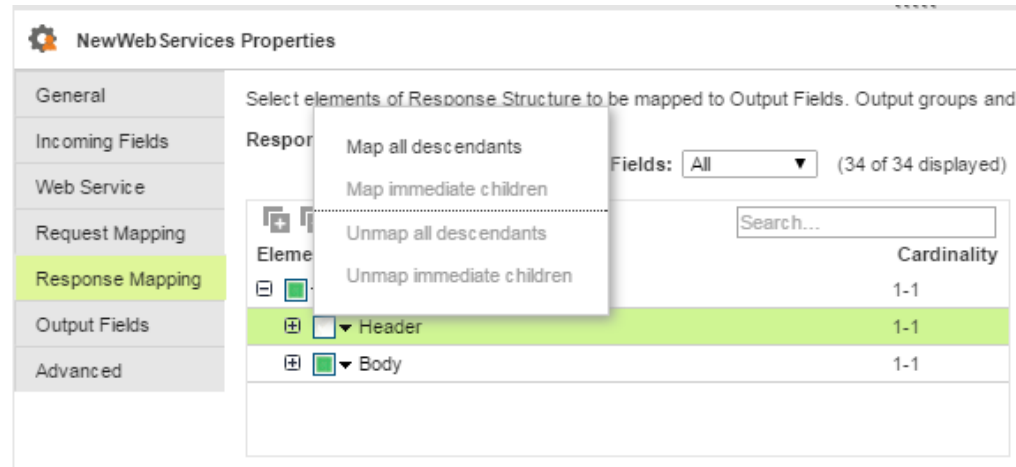 NewWebServices Properties
General
Incoming Fields
Web Service
Request Mapping
Response Mapping
Output Fields
Advanced
Select elements of Response Structure to be mapped to Output Fields. Output groups and
Respon
Fields: All (34 of 34 displayed)
Map all descendants
Map immediate children
Unmap all descendants
Unmap immediate children
Search...
Eleme
Cardinality
1-1
Header 1-1
Body 1-1